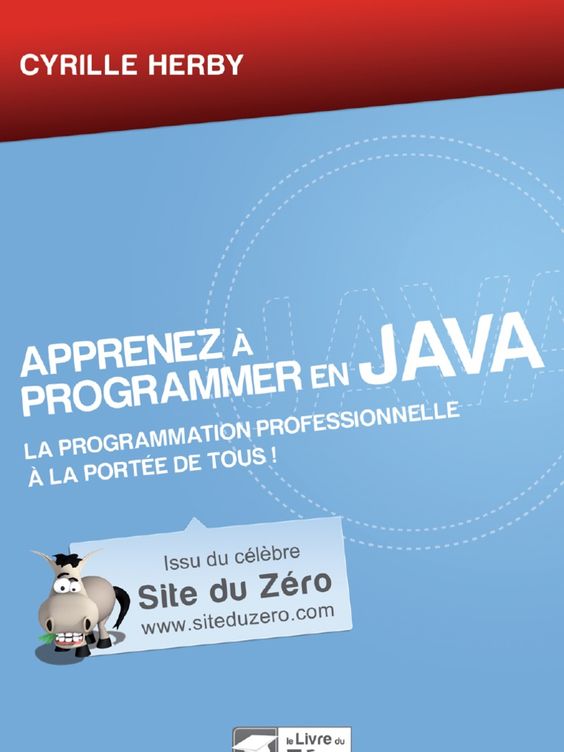 CYRILLE HERBY
APPRENEZ À
PROGRAMMER EN JAVA
LA PROGRAMMATION PROFESSIONNELLE
À LA PORTÉE DE TOUS !
Issu du célèbre
Site du Zéro
www.siteduzero.com
le Livre du